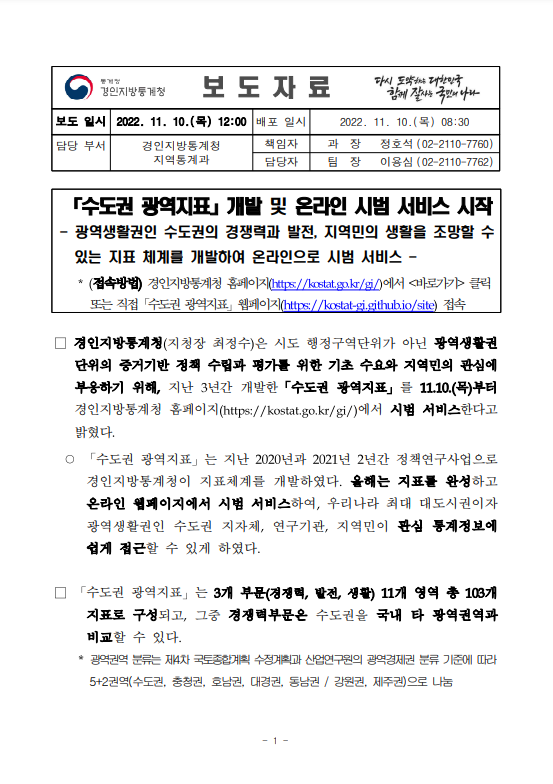 통계청
경인지방통계청
보도자료
다시 도약하는 대한민국
함께 잘사는 국민의 나라
보도 일시 2022. 11. 10.(목) 12:00 배포 일시 2022. 11. 10.(목) 08:30
담당 부서 경인지방통계청 지역통계과 책임자 과 장 정호석 (02-2110-7760)
담당자 팀 장 이융심 (02-2110-7762)
「수도권 광역지표」 개발 및 온라인 시범 서비스 시작
- 광역생활권인 수도권의 경쟁력과 발전, 지역민의 생활을 조망할 수
있는 지표 체계를 개발하여 온라인으로 시범 서비스 -
* (접속방법) 경인지방통계청 홈페이지(https://kostat.go.kr/gi/)에서 <바로가기> 클릭
또는 직접 「수도권 광역지표」 웹페이지(https://kostat-gi.github.io/site) 접속
□ 경인지방통계청(지청장 최정수)은 시도 행정구역단위가 아닌 광역생활권
단위의 증거기반 정책 수립과 평가를 위한 기초 수요와 지역민의 관심에
부응하기 위해, 지난 3년간 개발한 「수도권 광역지표」를 11.10.(목)부터
경인지방통계청 홈페이지(https://kostat.go.kr/gi/)에서 시범 서비스한다고
밝혔다.
○ 「수도권 광역지표」는 지난 2020년과 2021년 2년간 정책연구사업으로
경인지방통계청이 지표체계를 개발하였다. 올해는 지표를 완성하고
온라인 웹페이지에서 시범 서비스하여, 우리나라 최대 대도시권이자
광역생활권인 수도권 지자체, 연구기관, 지역민이 관심 통계정보에
쉽게 접근할 수 있게 하였다.
□ 「수도권 광역지표」는 3개 부문(경쟁력, 발전, 생활) 11개 영역 총 103개
지표로 구성되고, 그중 경쟁력부문은 수도권을 국내 타 광역권역과
비교할 수 있다.
* 광역권역 분류는 제4차 국토종합계획 수정계획과 산업연구원의 광역경제권 분류 기준에 따라
5+2권역(수도권, 충청권, 호남권, 대경권, 동남권 / 강원권, 제주권)으로 나눔
- 1 -